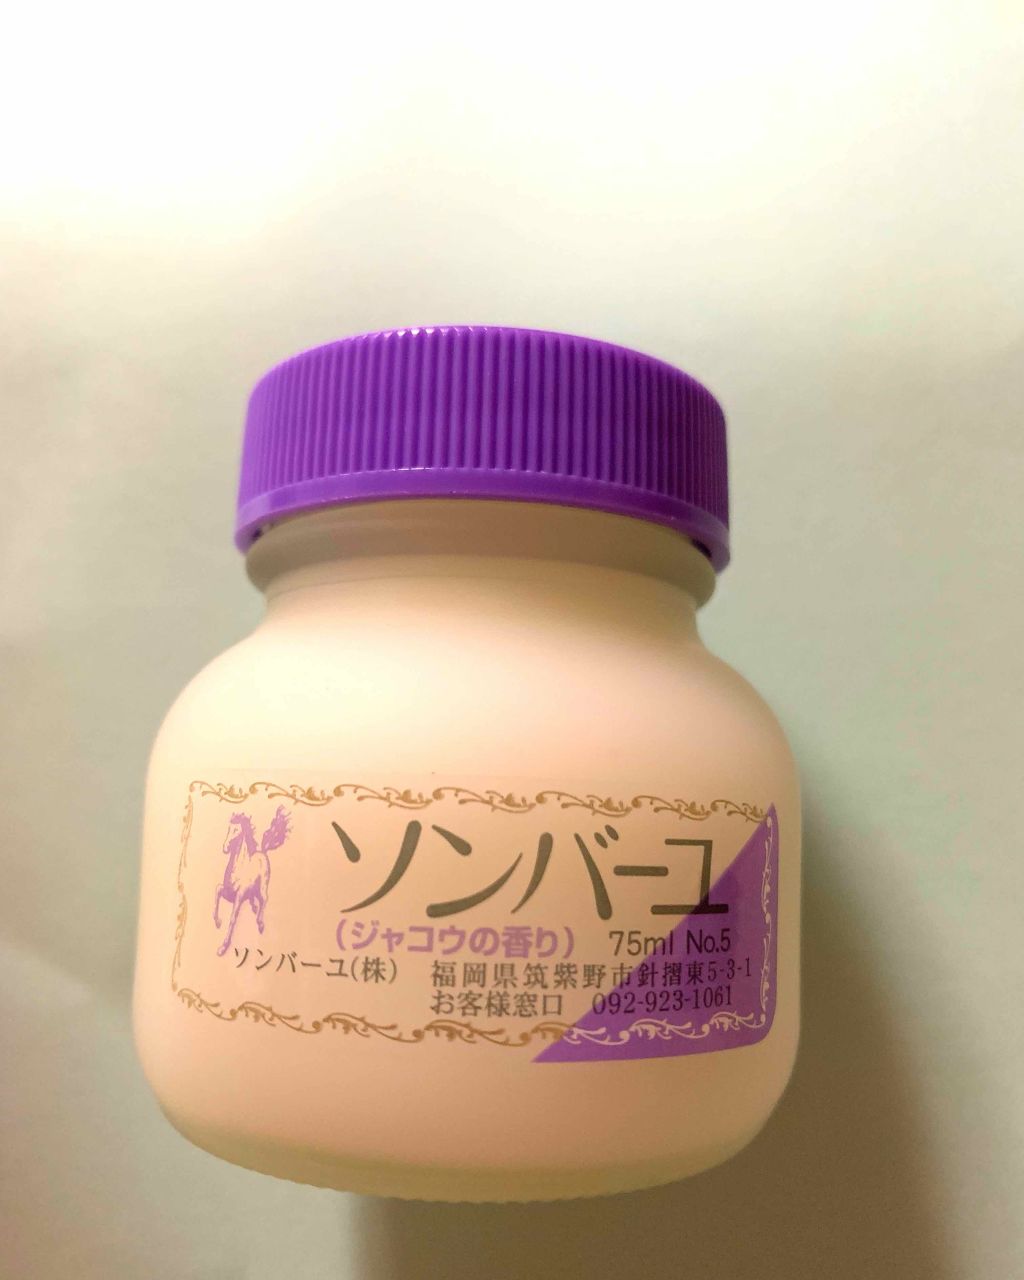 ソンバーユ
（ジャコウの香り） 75ml No.5
ソンバーユ(株) 福岡県筑紫野市針摺東5-3-1
お客様窓口 092-923-1061